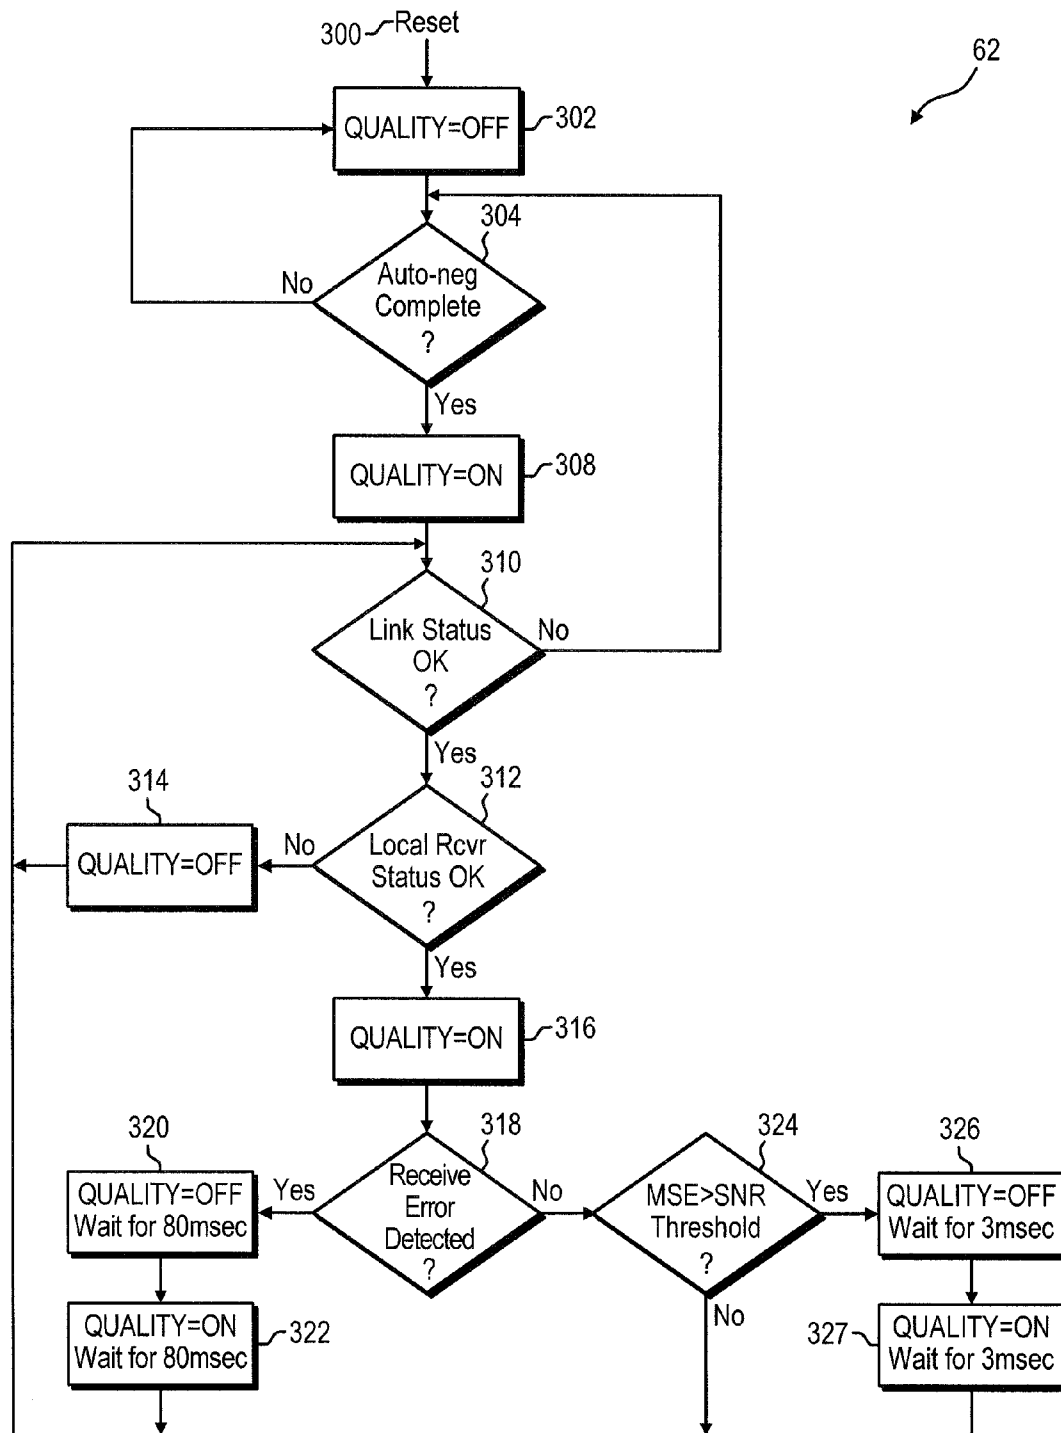 300
Reset
62
QUALITY=OFF
302
304
Auto-neg
Complete
?
No
Yes
QUALITY=ON
308
310
Link Status
OK
?
No
Yes
314
312
QUALITY=OFF
No
Local Rcvr
Status OK
?
Yes
QUALITY=ON
316
320
318
324
326
QUALITY=OFF
Wait for 80msec
Yes
Receive
Error
Detected
?
No
MSE>SNR
Threshold
?
Yes
QUALITY=OFF
Wait for 3msec
No
QUALITY=ON
Wait for 80msec
322
327
QUALITY=ON
Wait for 3msec